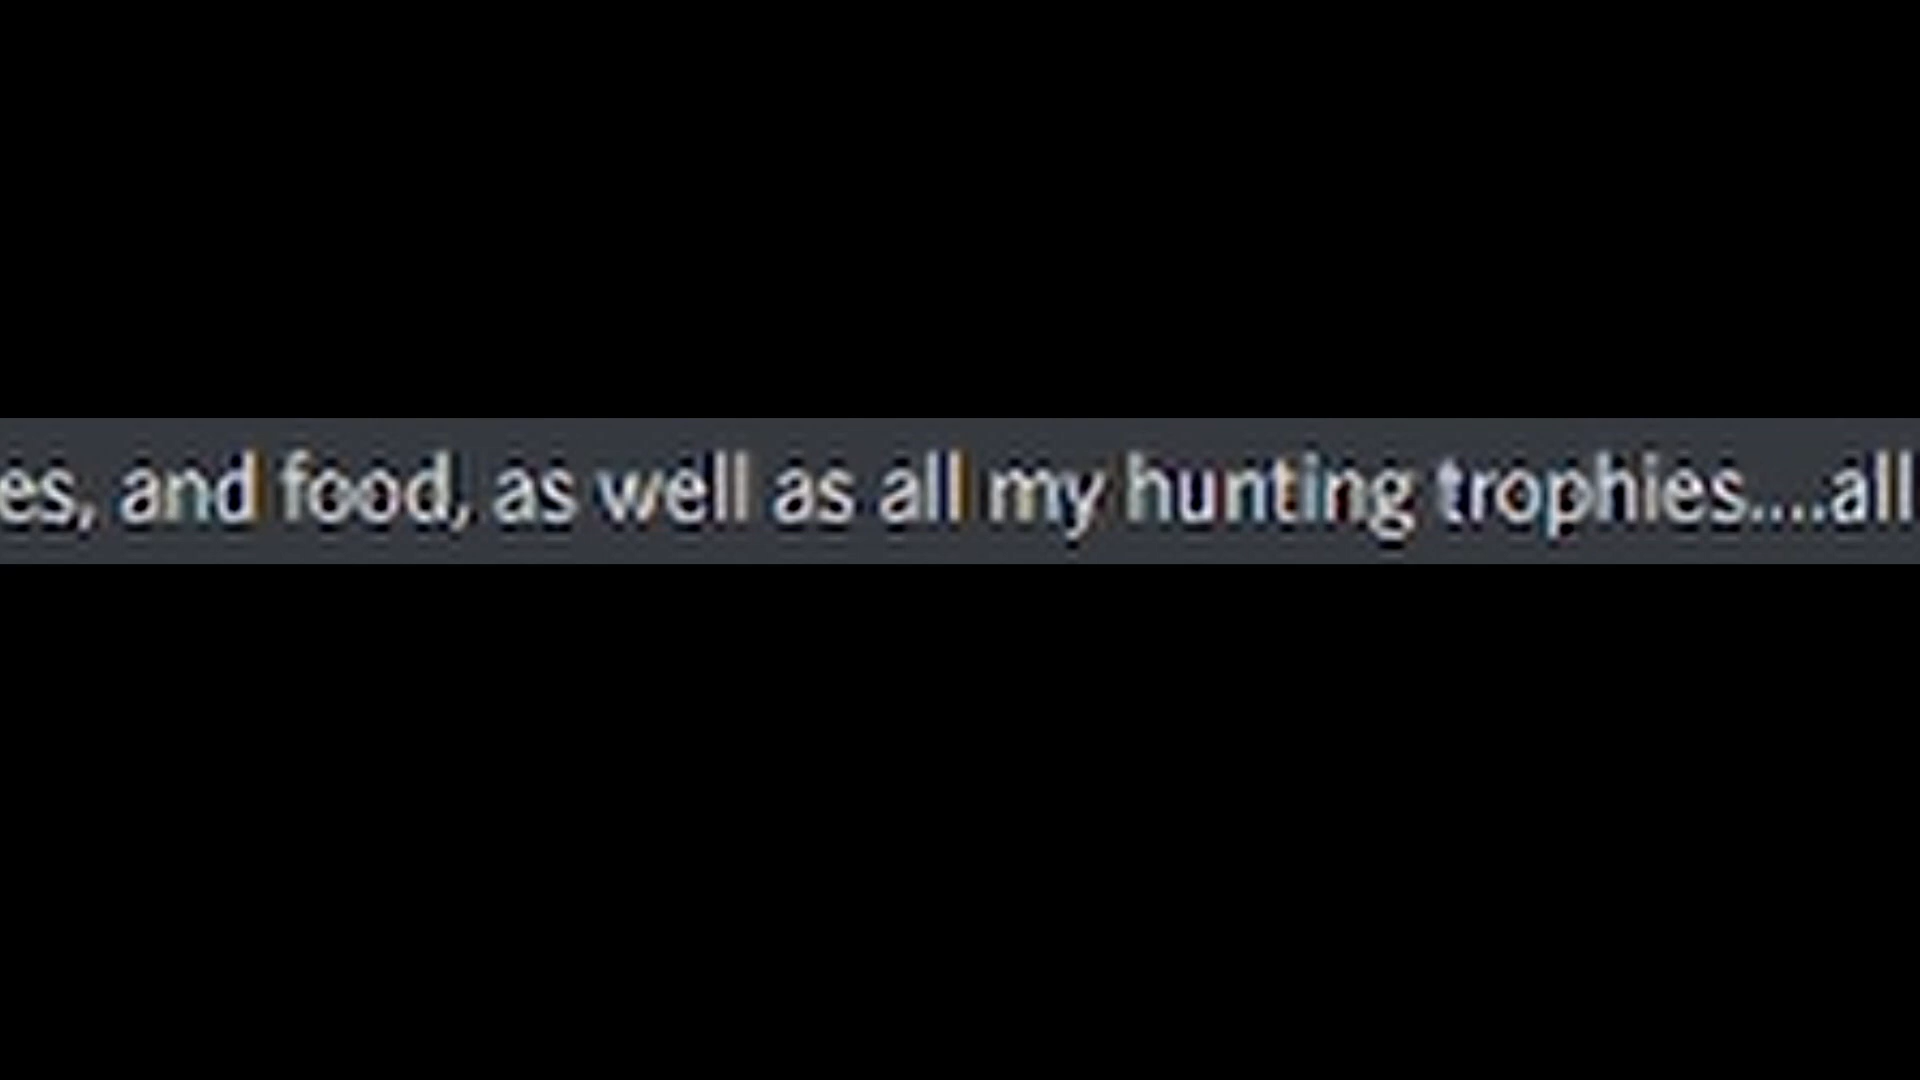 es, and food, as well as all my hunting trophies....all